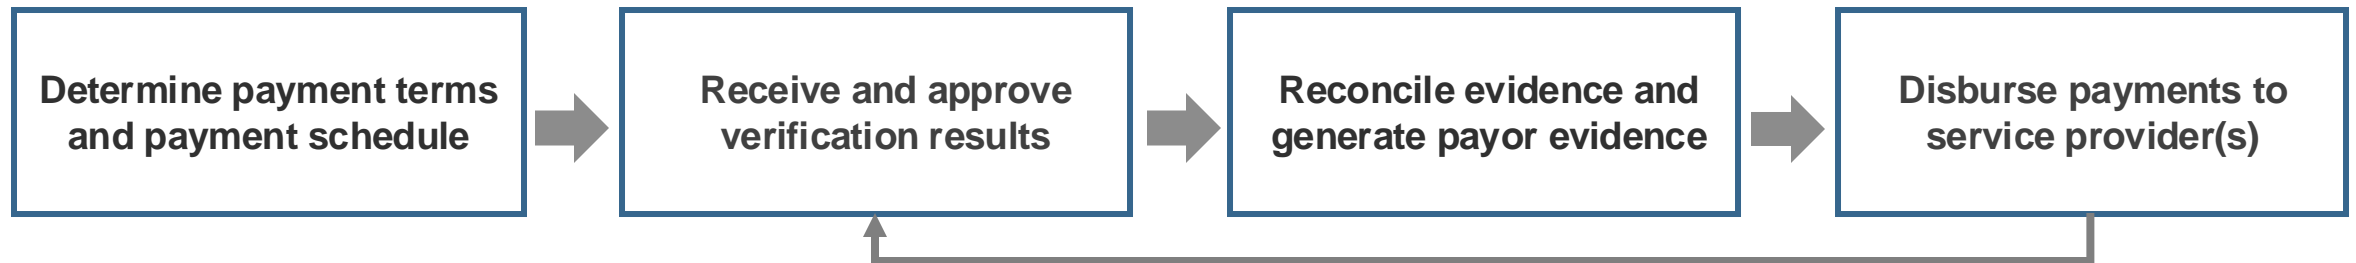 Determine payment terms
and payment schedule
Receive and approve
verification results
Reconcile evidence and
generate payor evidence
Disburse payments to
service provider(s)